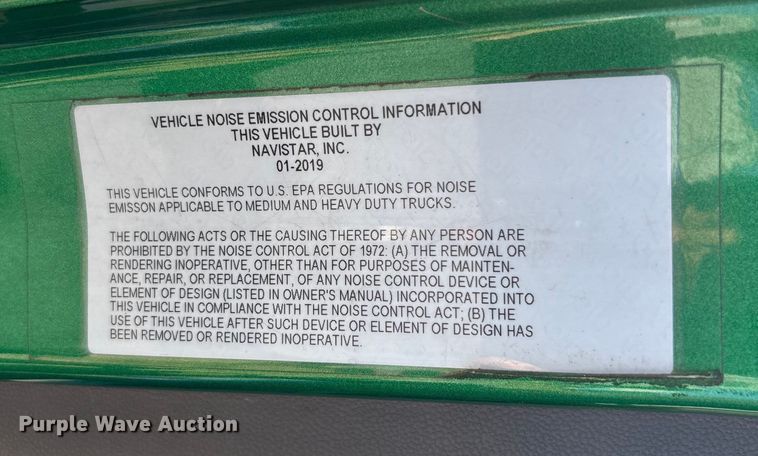 VEHICLE NOISE EMISSION CONTROL INFORMATION
THIS VEHICLE BUILT BY
NAVISTAR, INC.
01-2019
THIS VEHICLE CONFORMS TO U.S. EPA REGULATIONS FOR NOISE
EMISSON APPLICABLE TO MEDIUM AND HEAVY DUTY TRUCKS.
THE FOLLOWING ACTS OR THE CAUSING THEREOF BY ANY PERSON ARE
PROHIBITED BY THE NOISE CONTROL ACT OF 1972: (A) THE REMOVAL OR
RENDERING INOPERATIVE, OTHER THAN FOR PURPOSES OF MAINTEN-
ANCE, REPAIR, OR REPLACEMENT, OF ANY NOISE CONTROL DEVICE OR
ELEMENT OF DESIGN (LISTED IN OWNER'S MANUAL) INCORPORATED INTO
THIS VEHICLE IN COMPLIANCE WITH THE NOISE CONTROL ACT; (B) THE
USE OF THIS VEHICLE AFTER SUCH DEVICE OR ELEMENT OF DESIGN HAS
BEEN REMOVED OR RENDERED INOPERATIVE.
Purple Wave Auction